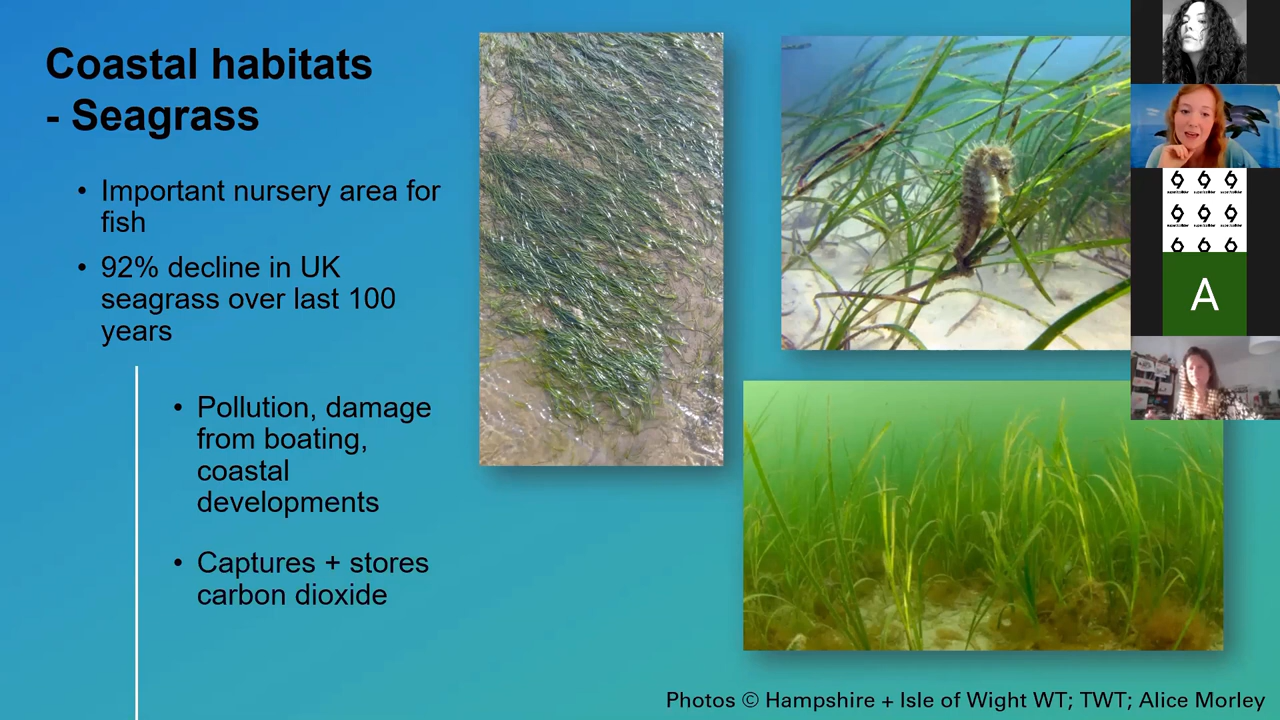 Coastal habitats
- Seagrass
• Important nursery area for
fish
• 92% decline in UK
seagrass over last 100
years
• Pollution, damage
from boating,
coastal
developments
• Captures + stores
carbon dioxide
A
Photos © Hampshire + Isle of Wight WT; TWT; Alice Morley